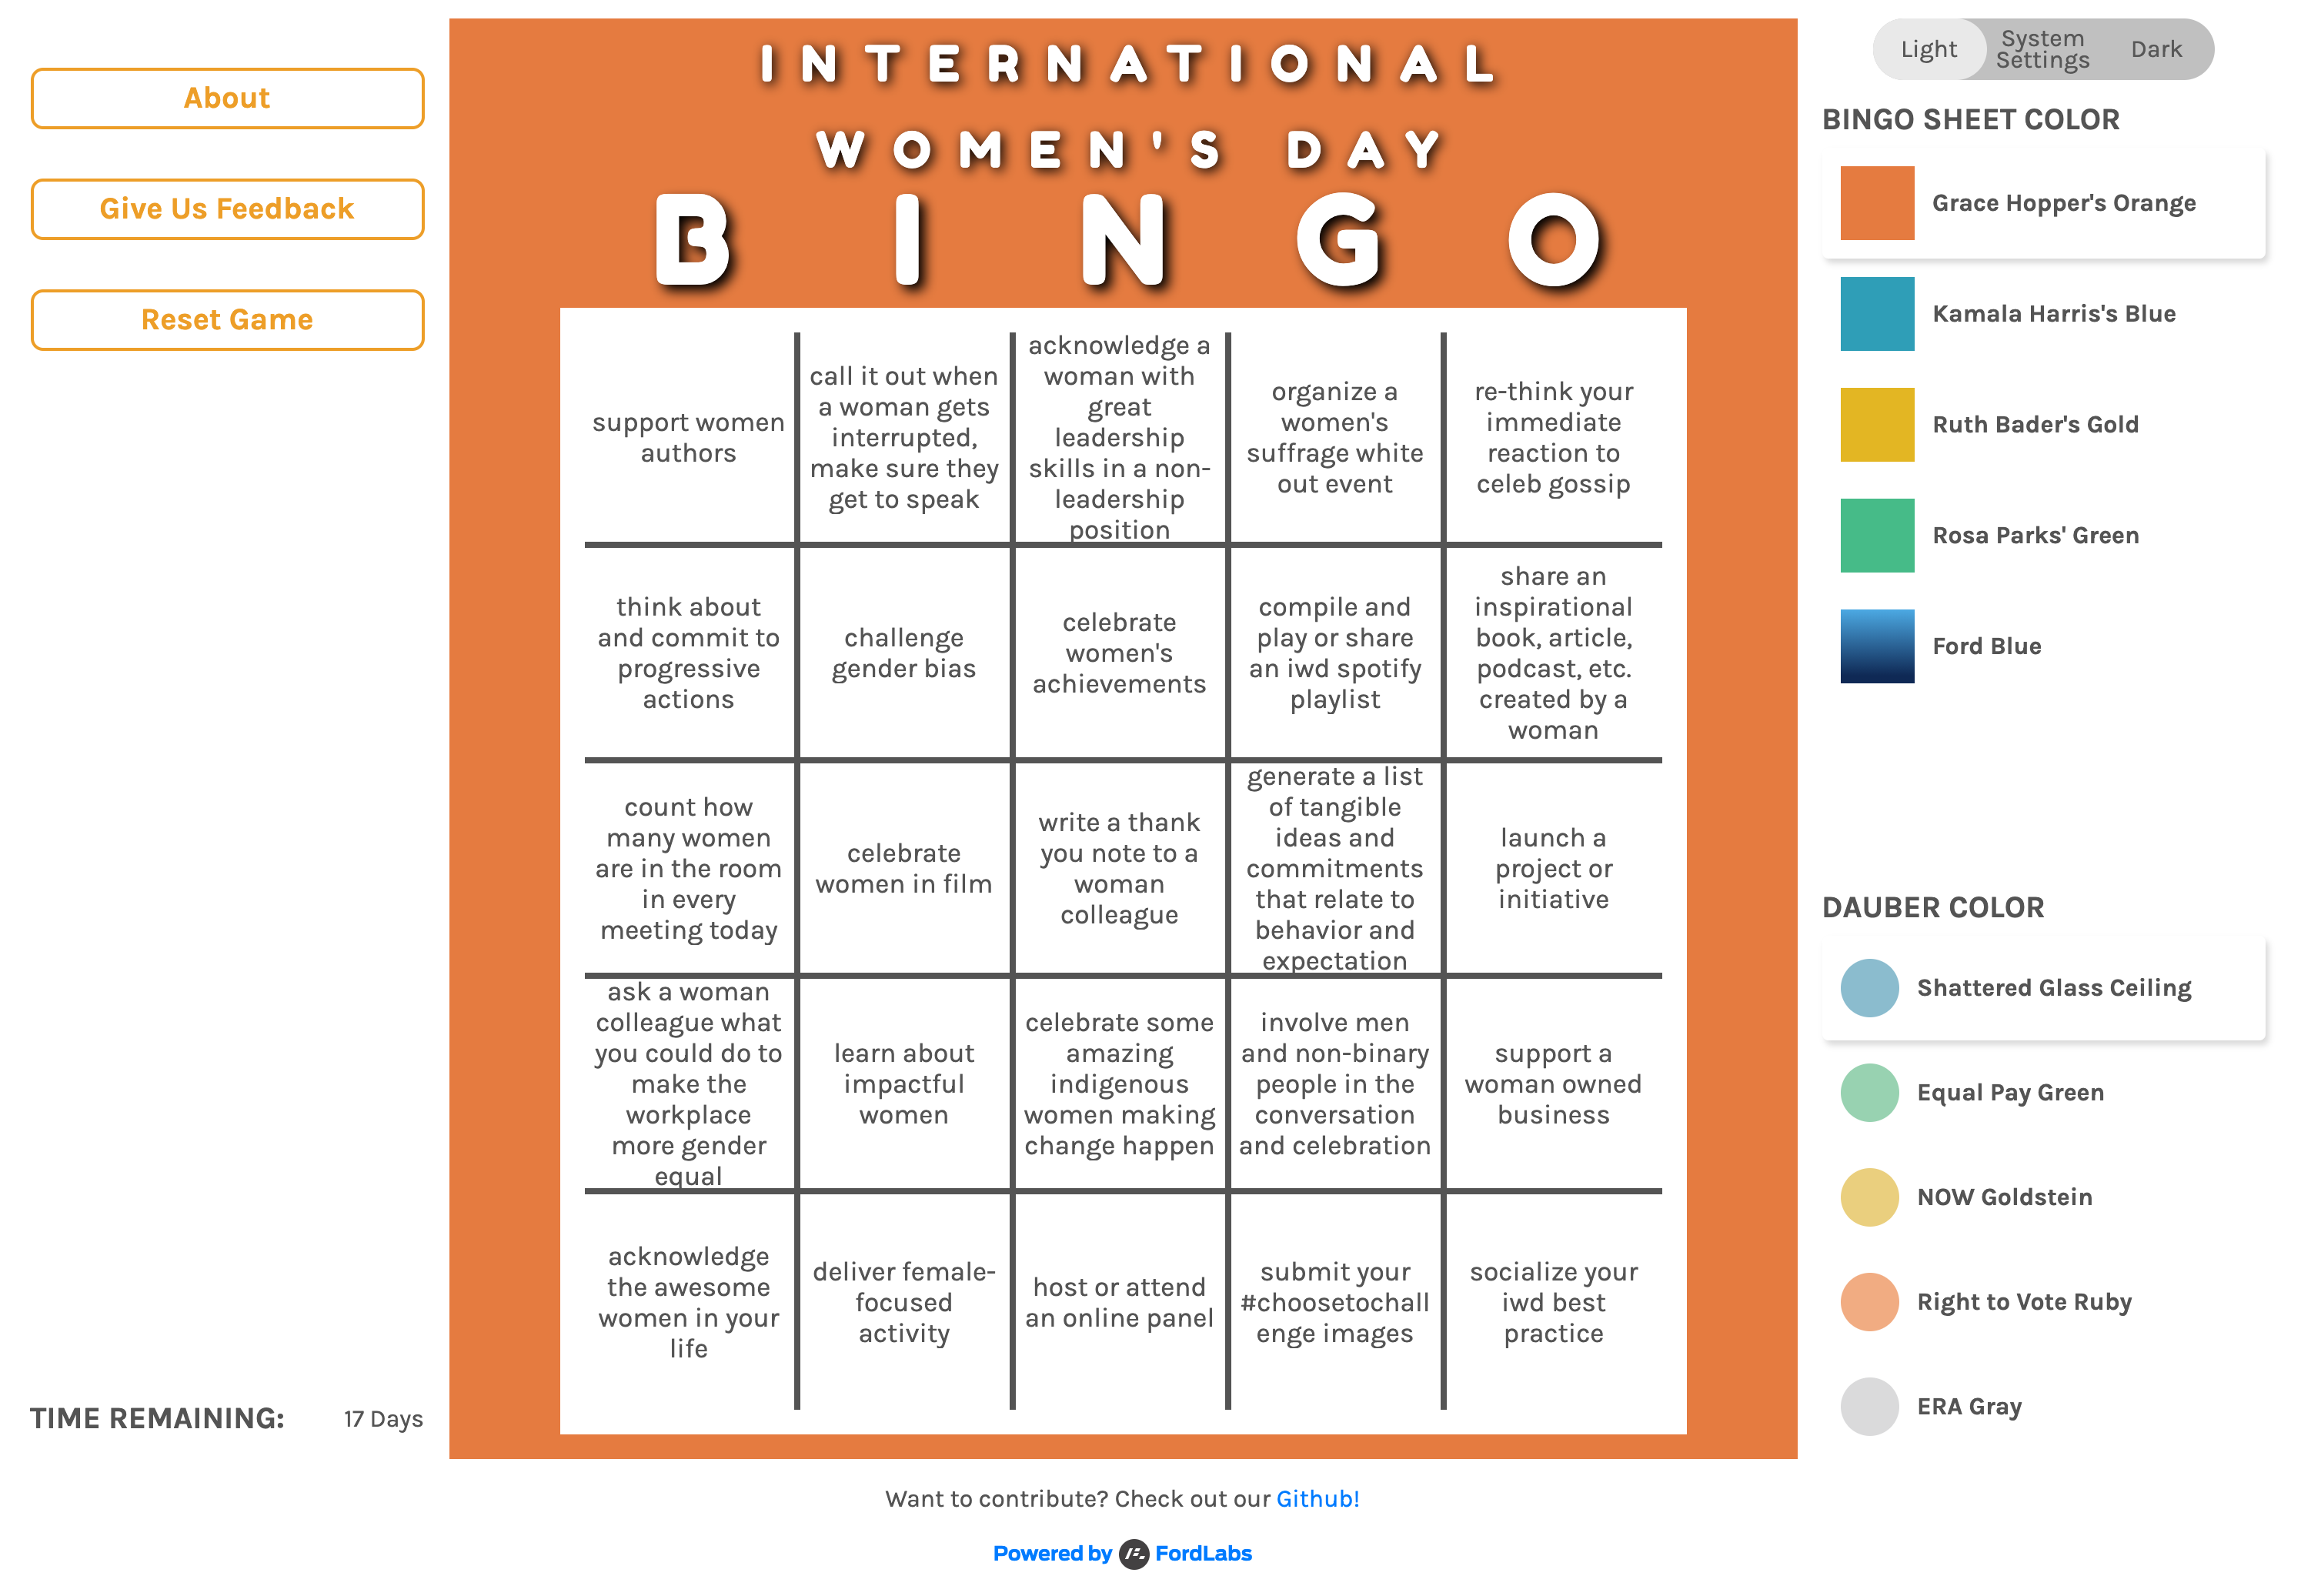 About
Give Us Feedback
Reset Game
TIME REMAINING:
17 Days
INTERNATIONAL
WOMEN'S DAY
BINGO
support women
authors
call it out when
a woman gets
interrupted,
make sure they
get to speak
acknowledge a
woman with
great
leadership
skills in a non-
leadership
position
organize a
women's
suffrage white
out event
re-think your
immediate
reaction to
celeb gossip
think about
and commit to
progressive
actions
challenge
gender bias
celebrate
women's
achievements
compile and
play or share
an iwd spotify
playlist
share an
inspirational
book, article,
podcast, etc.
created by a
woman
count how
many women
are in the room
in every
meeting today
celebrate
women in film
write a thank
you note to a
woman
colleague
generate a list
of tangible
ideas and
commitments
that relate to
behavior and
expectation
launch a
project or
initiative
ask a woman
colleague what
you could do to
make the
workplace
more gender
equal
learn about
impactful
women
celebrate some
amazing
indigenous
women making
change happen
involve men
and non-binary
people in the
conversation
and celebration
support a
woman owned
business
acknowledge
the awesome
women in your
life
deliver female-
focused
activity
host or attend
an online panel
submit your
#choosetochall
enge images
socialize your
iwd best
practice
Want to contribute? Check out our Github!
Powered by FordLabs
Light
System
Settings
Dark
BINGO SHEET COLOR
Grace Hopper's Orange
Kamala Harris's Blue
Ruth Bader's Gold
Rosa Parks' Green
Ford Blue
DAUBER COLOR
Shattered Glass Ceiling
Equal Pay Green
NOW Goldstein
Right to Vote Ruby
ERA Gray